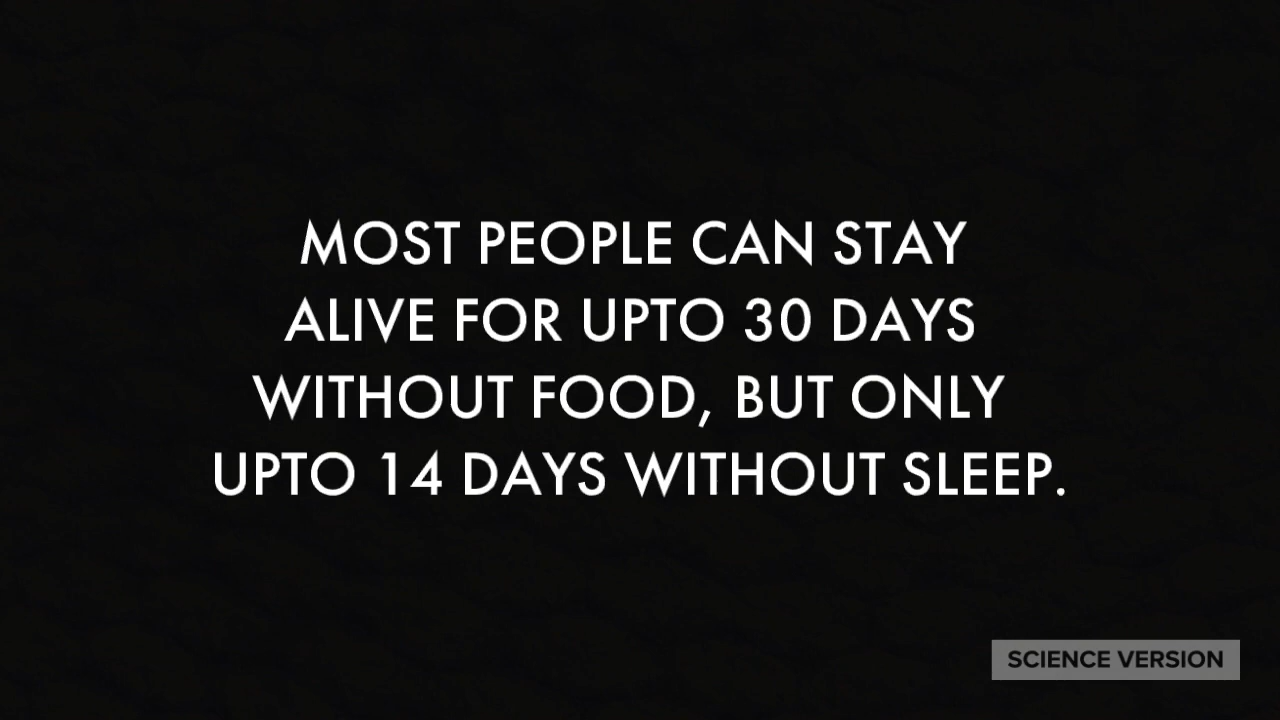 MOST PEOPLE CAN STAY
ALIVE FOR UPTO 30 DAYS
WITHOUT FOOD, BUT ONLY
UPTO 14 DAYS WITHOUT SLEEP.
SCIENCE VERSION